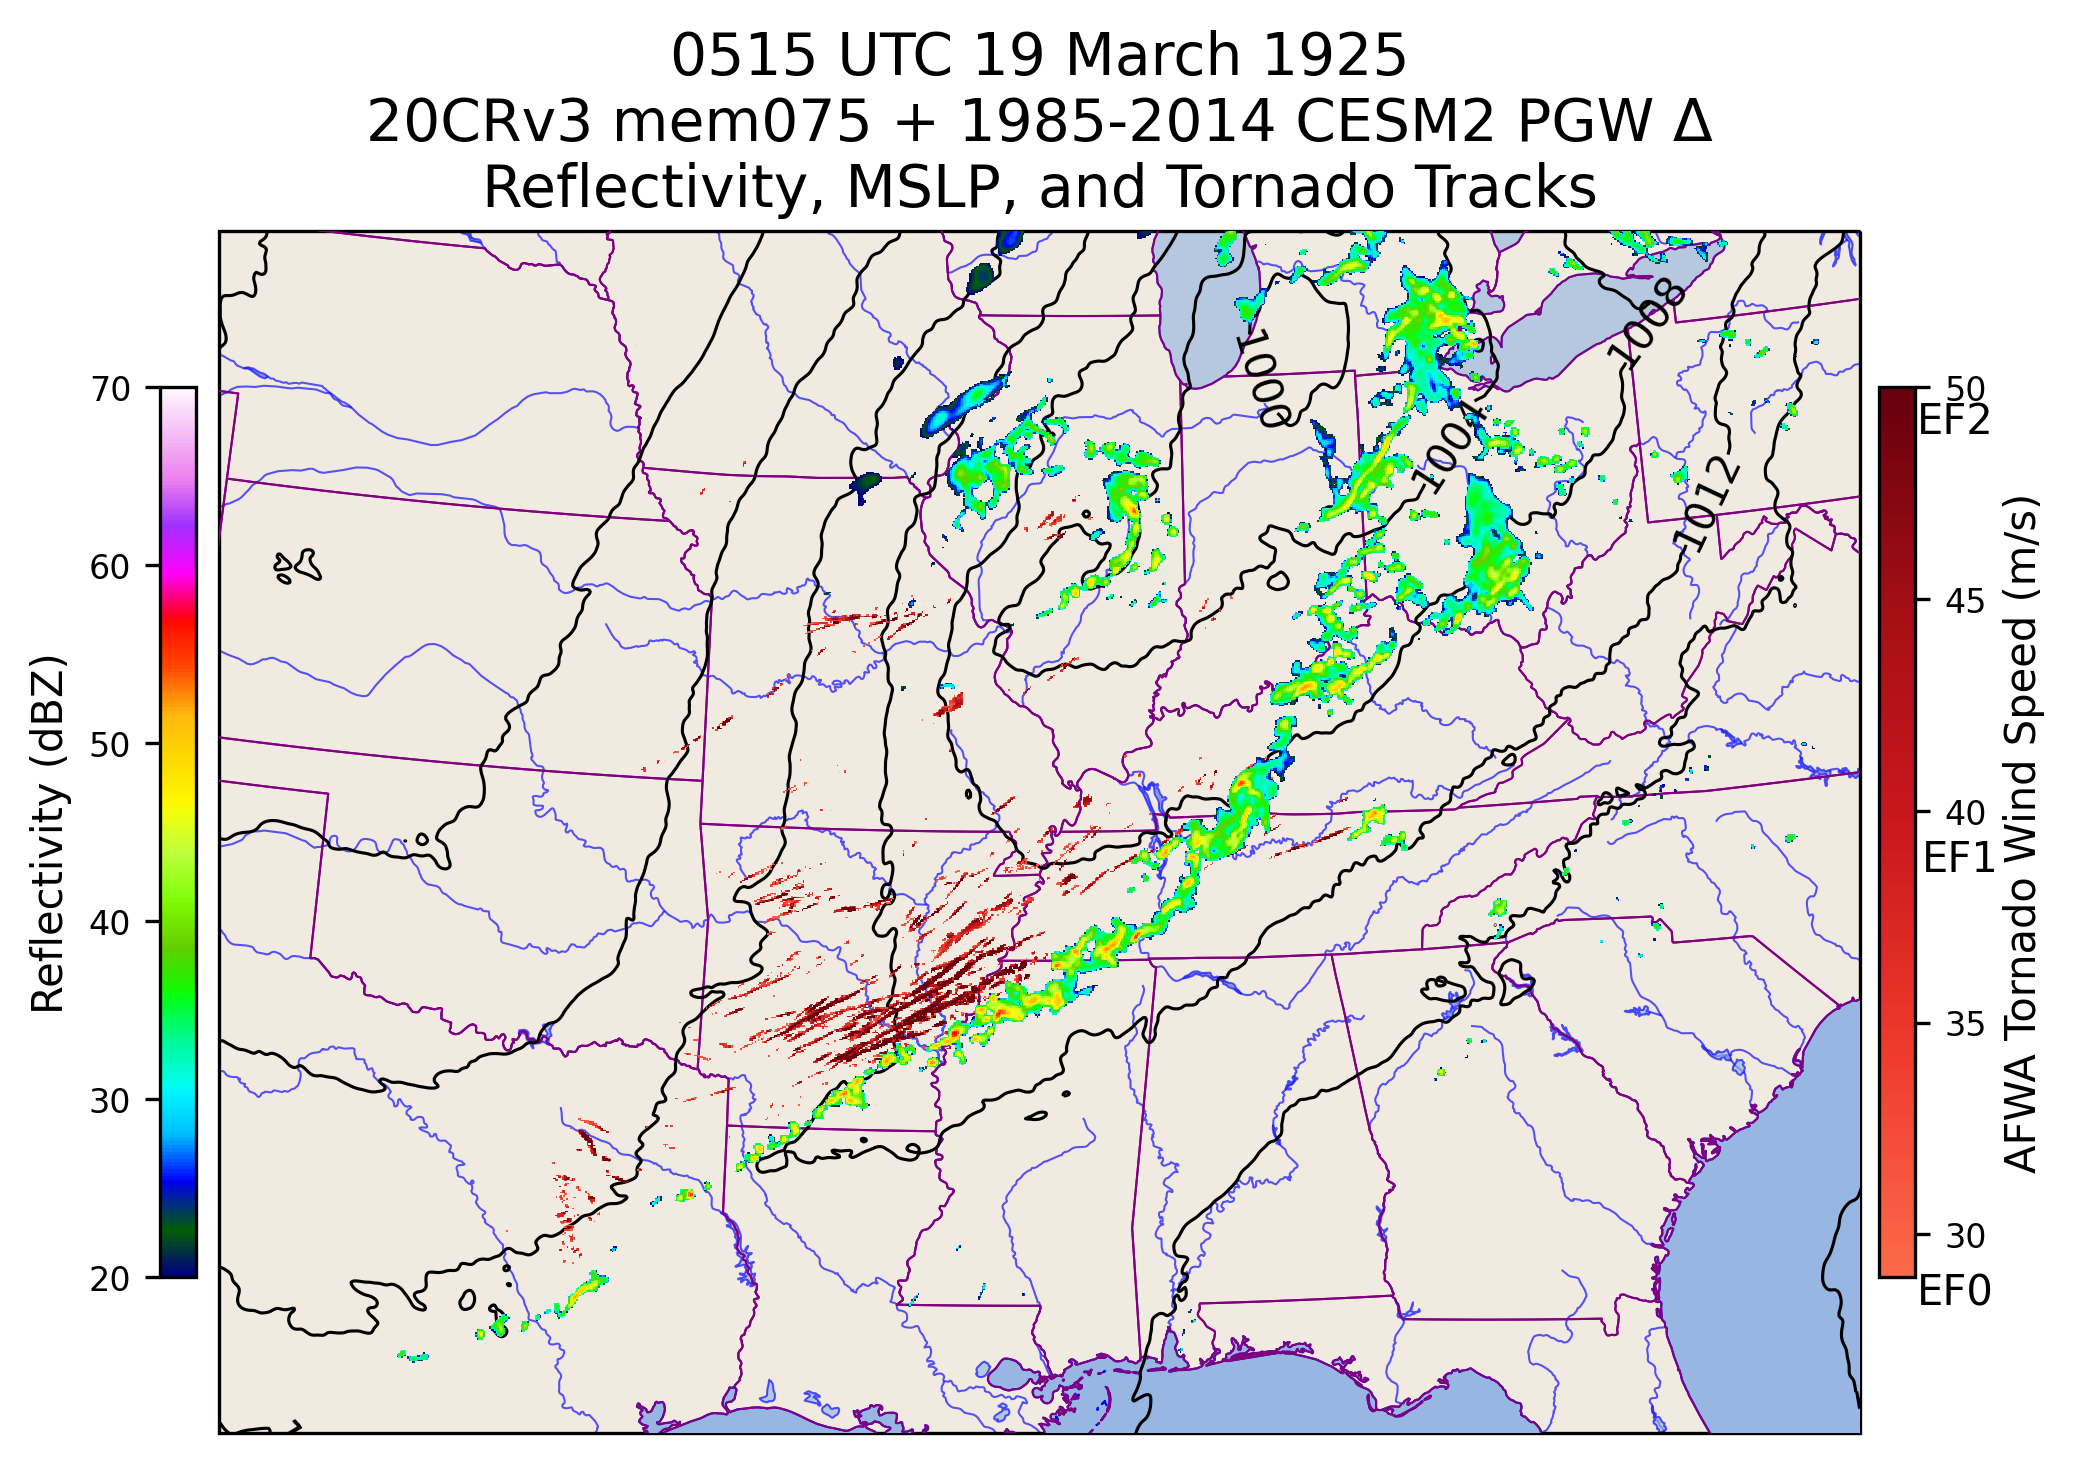 0515 UTC 19 March 1925
20CRv3 mem075 + 1985-2014 CESM2 PGW Δ
Reflectivity, MSLP, and Tornado Tracks
Reflectivity (dBZ)
70
60
50
40
30
20
1000
1004
1008
1012
50
EF2
45
40
EF1
35
30
EF0
AFWA Tornado Wind Speed (m/s)